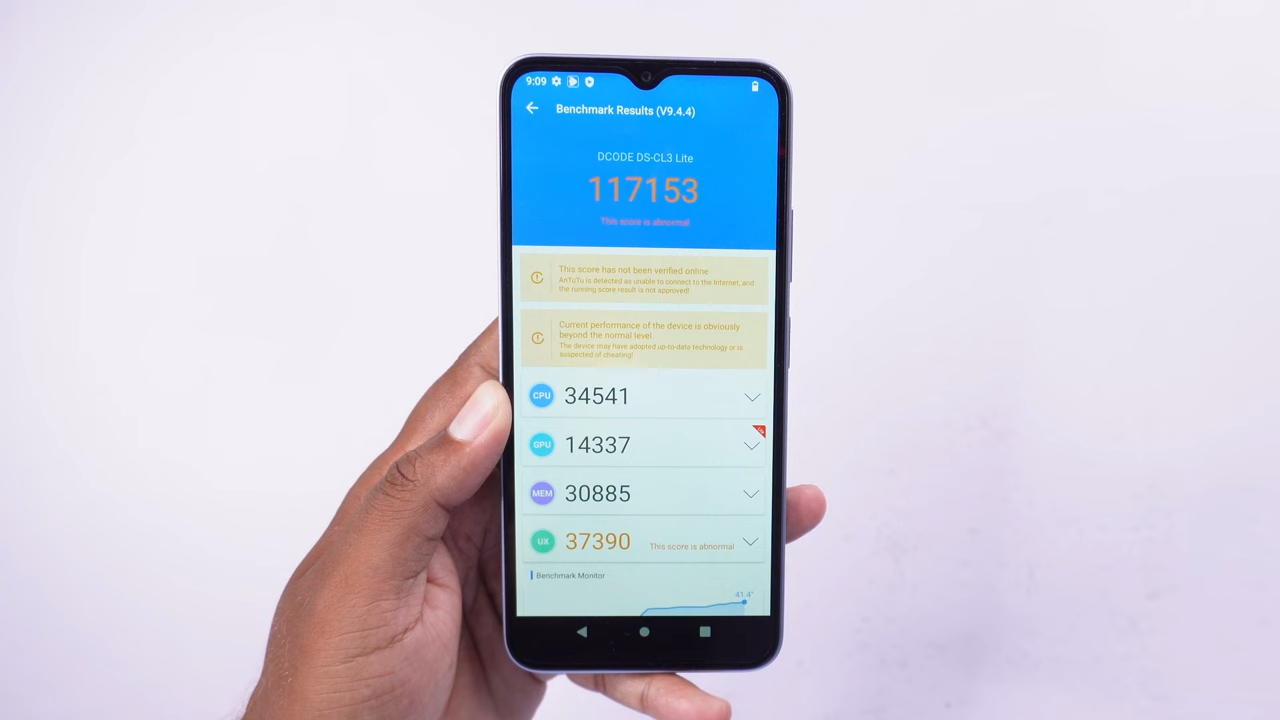 9:09
Benchmark Results (V9.4.4)
DCODE DS-CL3 Lite
117153
This score is abnormal
This score has not been verified online
AnTuTu is detected as unable to connect to the Internet, and
the running score result is not approved!
Current performance of the device is obviously
beyond the normal level
The device may have adopted up-to-date technology or is
suspected of cheating!
CPU 34541
GPU 14337
Lite
MEM 30885
UX 37390 This score is abnormal
Benchmark Monitor
41.4°